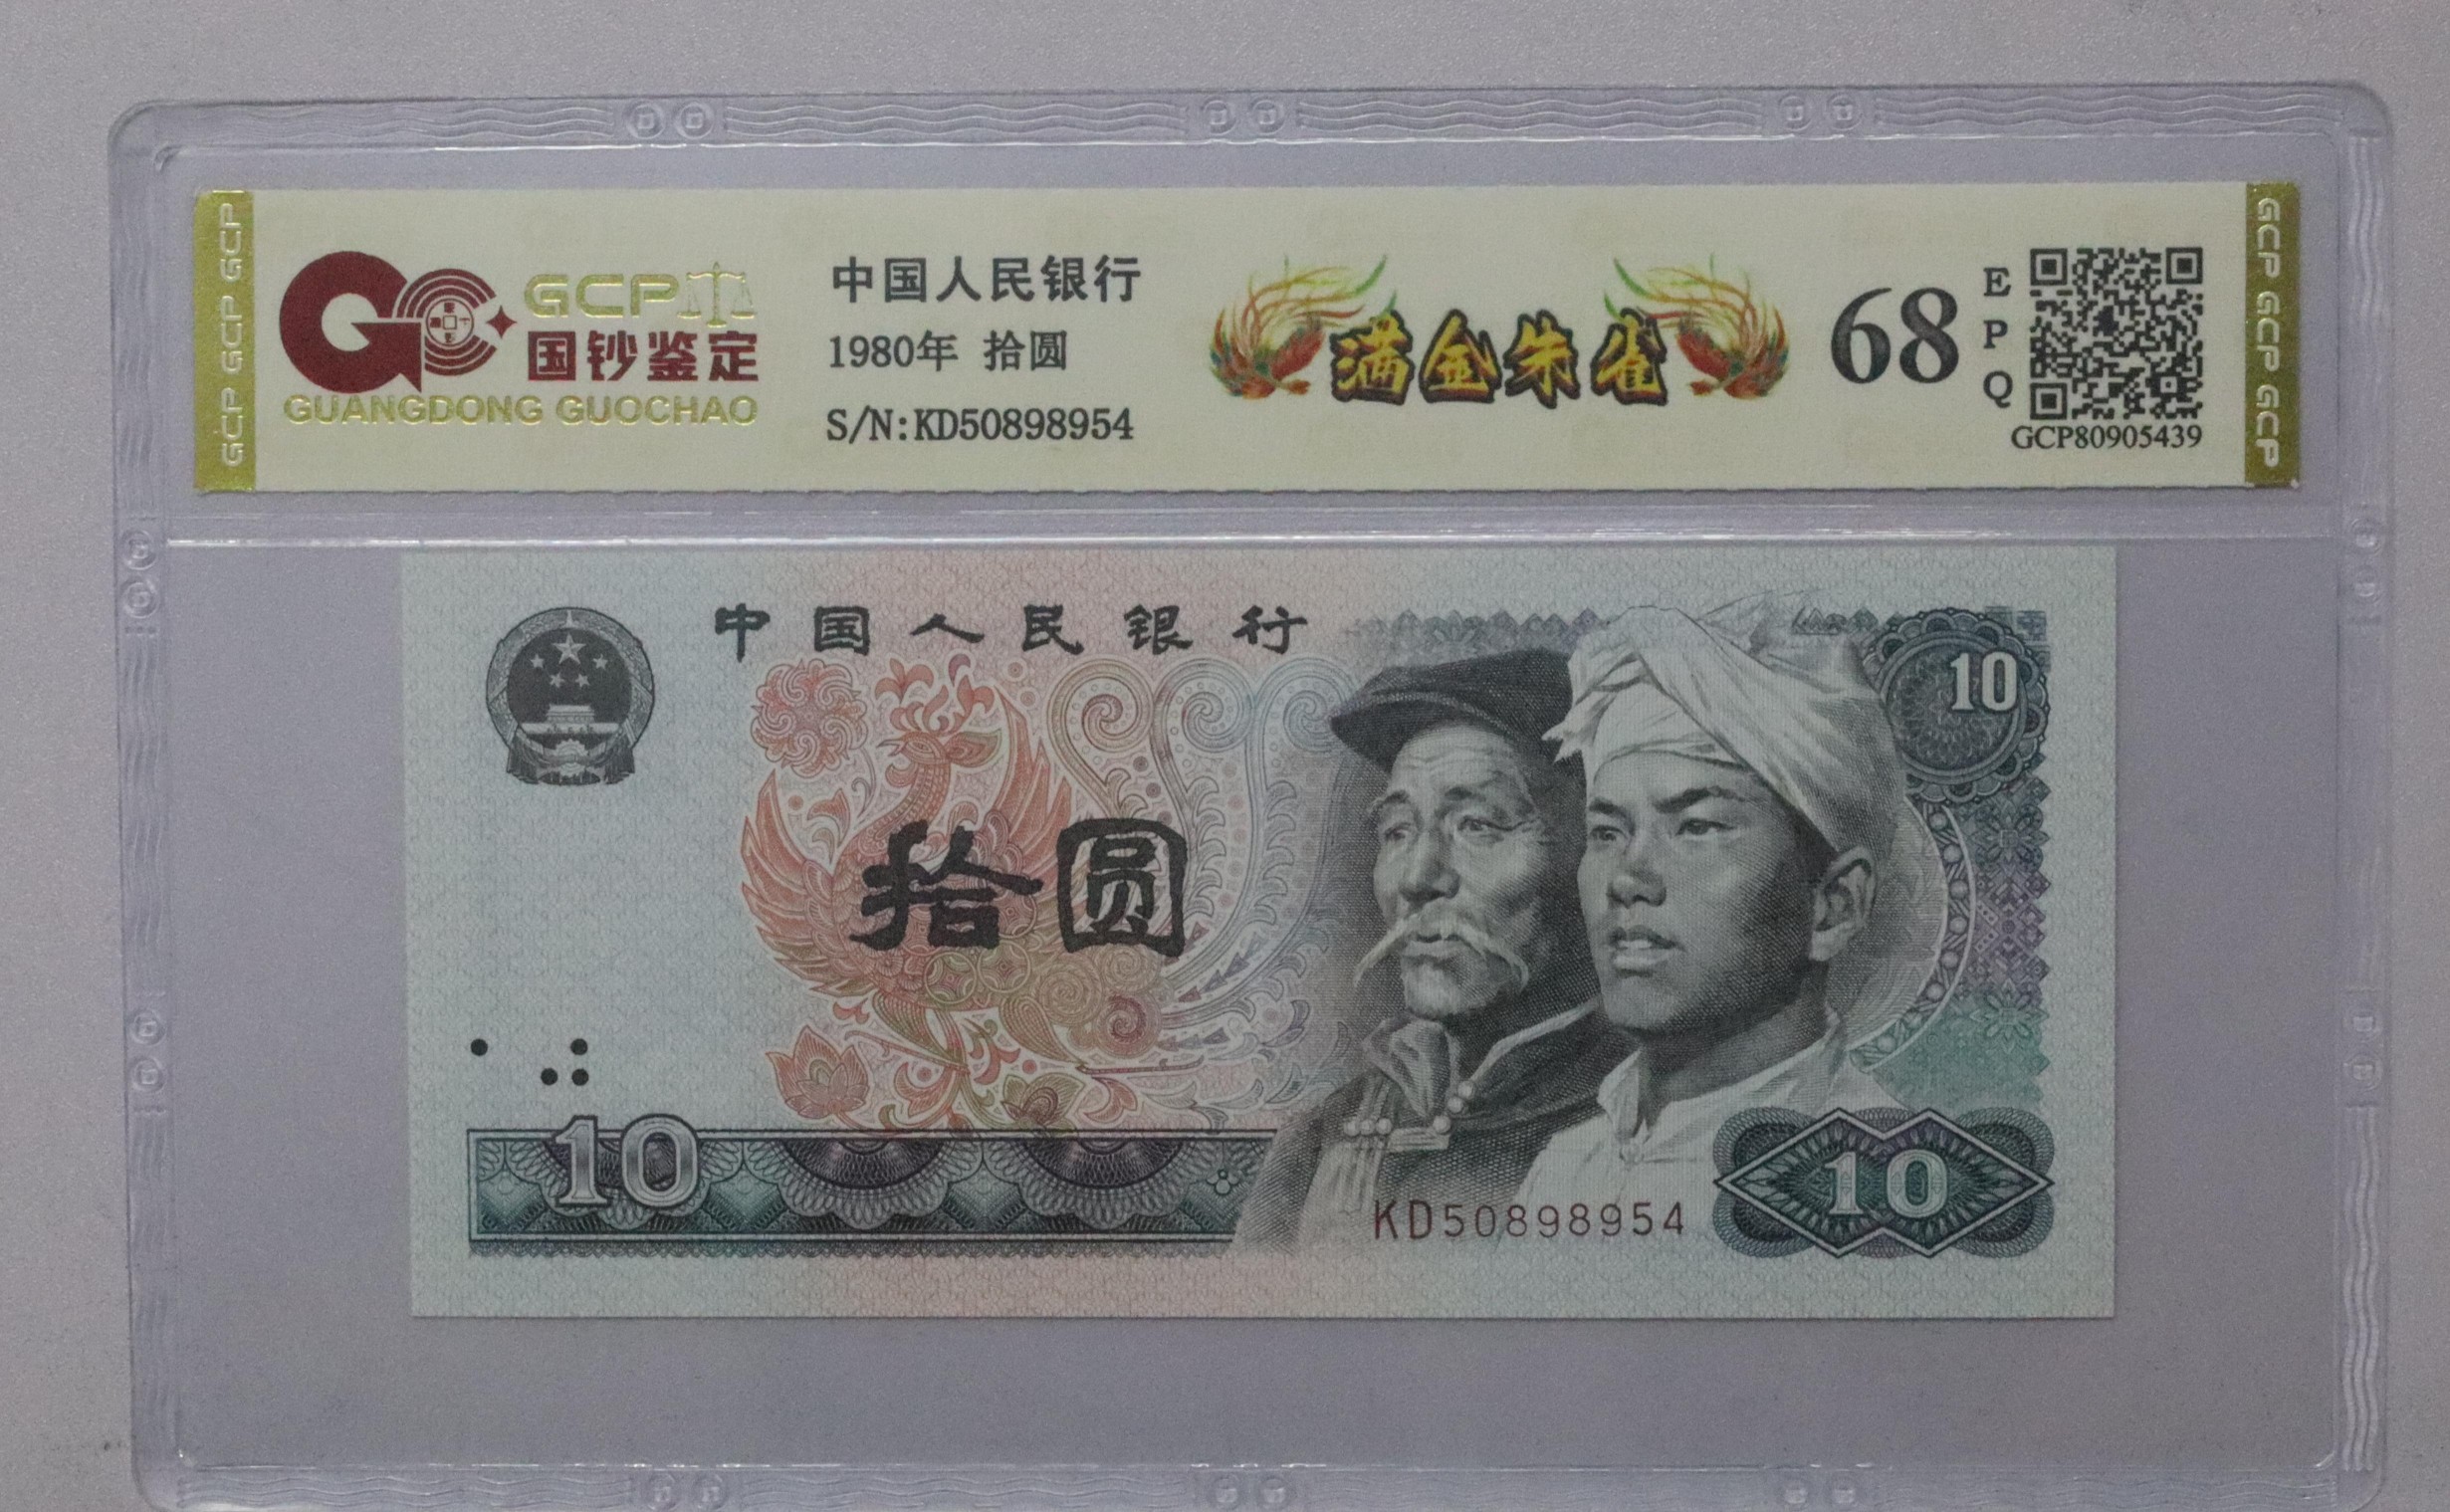 GCP GCP GCP
GCP
国钞鉴定
GUANGDONG GUOCHAO
中国人民银行
1980年 拾圆
S/N:KD50898954
满金朱雀
68
EPQ
GCP80905439
GCP GCP GCP GCP
中国人民银行
10
拾圆
10
KD50898954
10